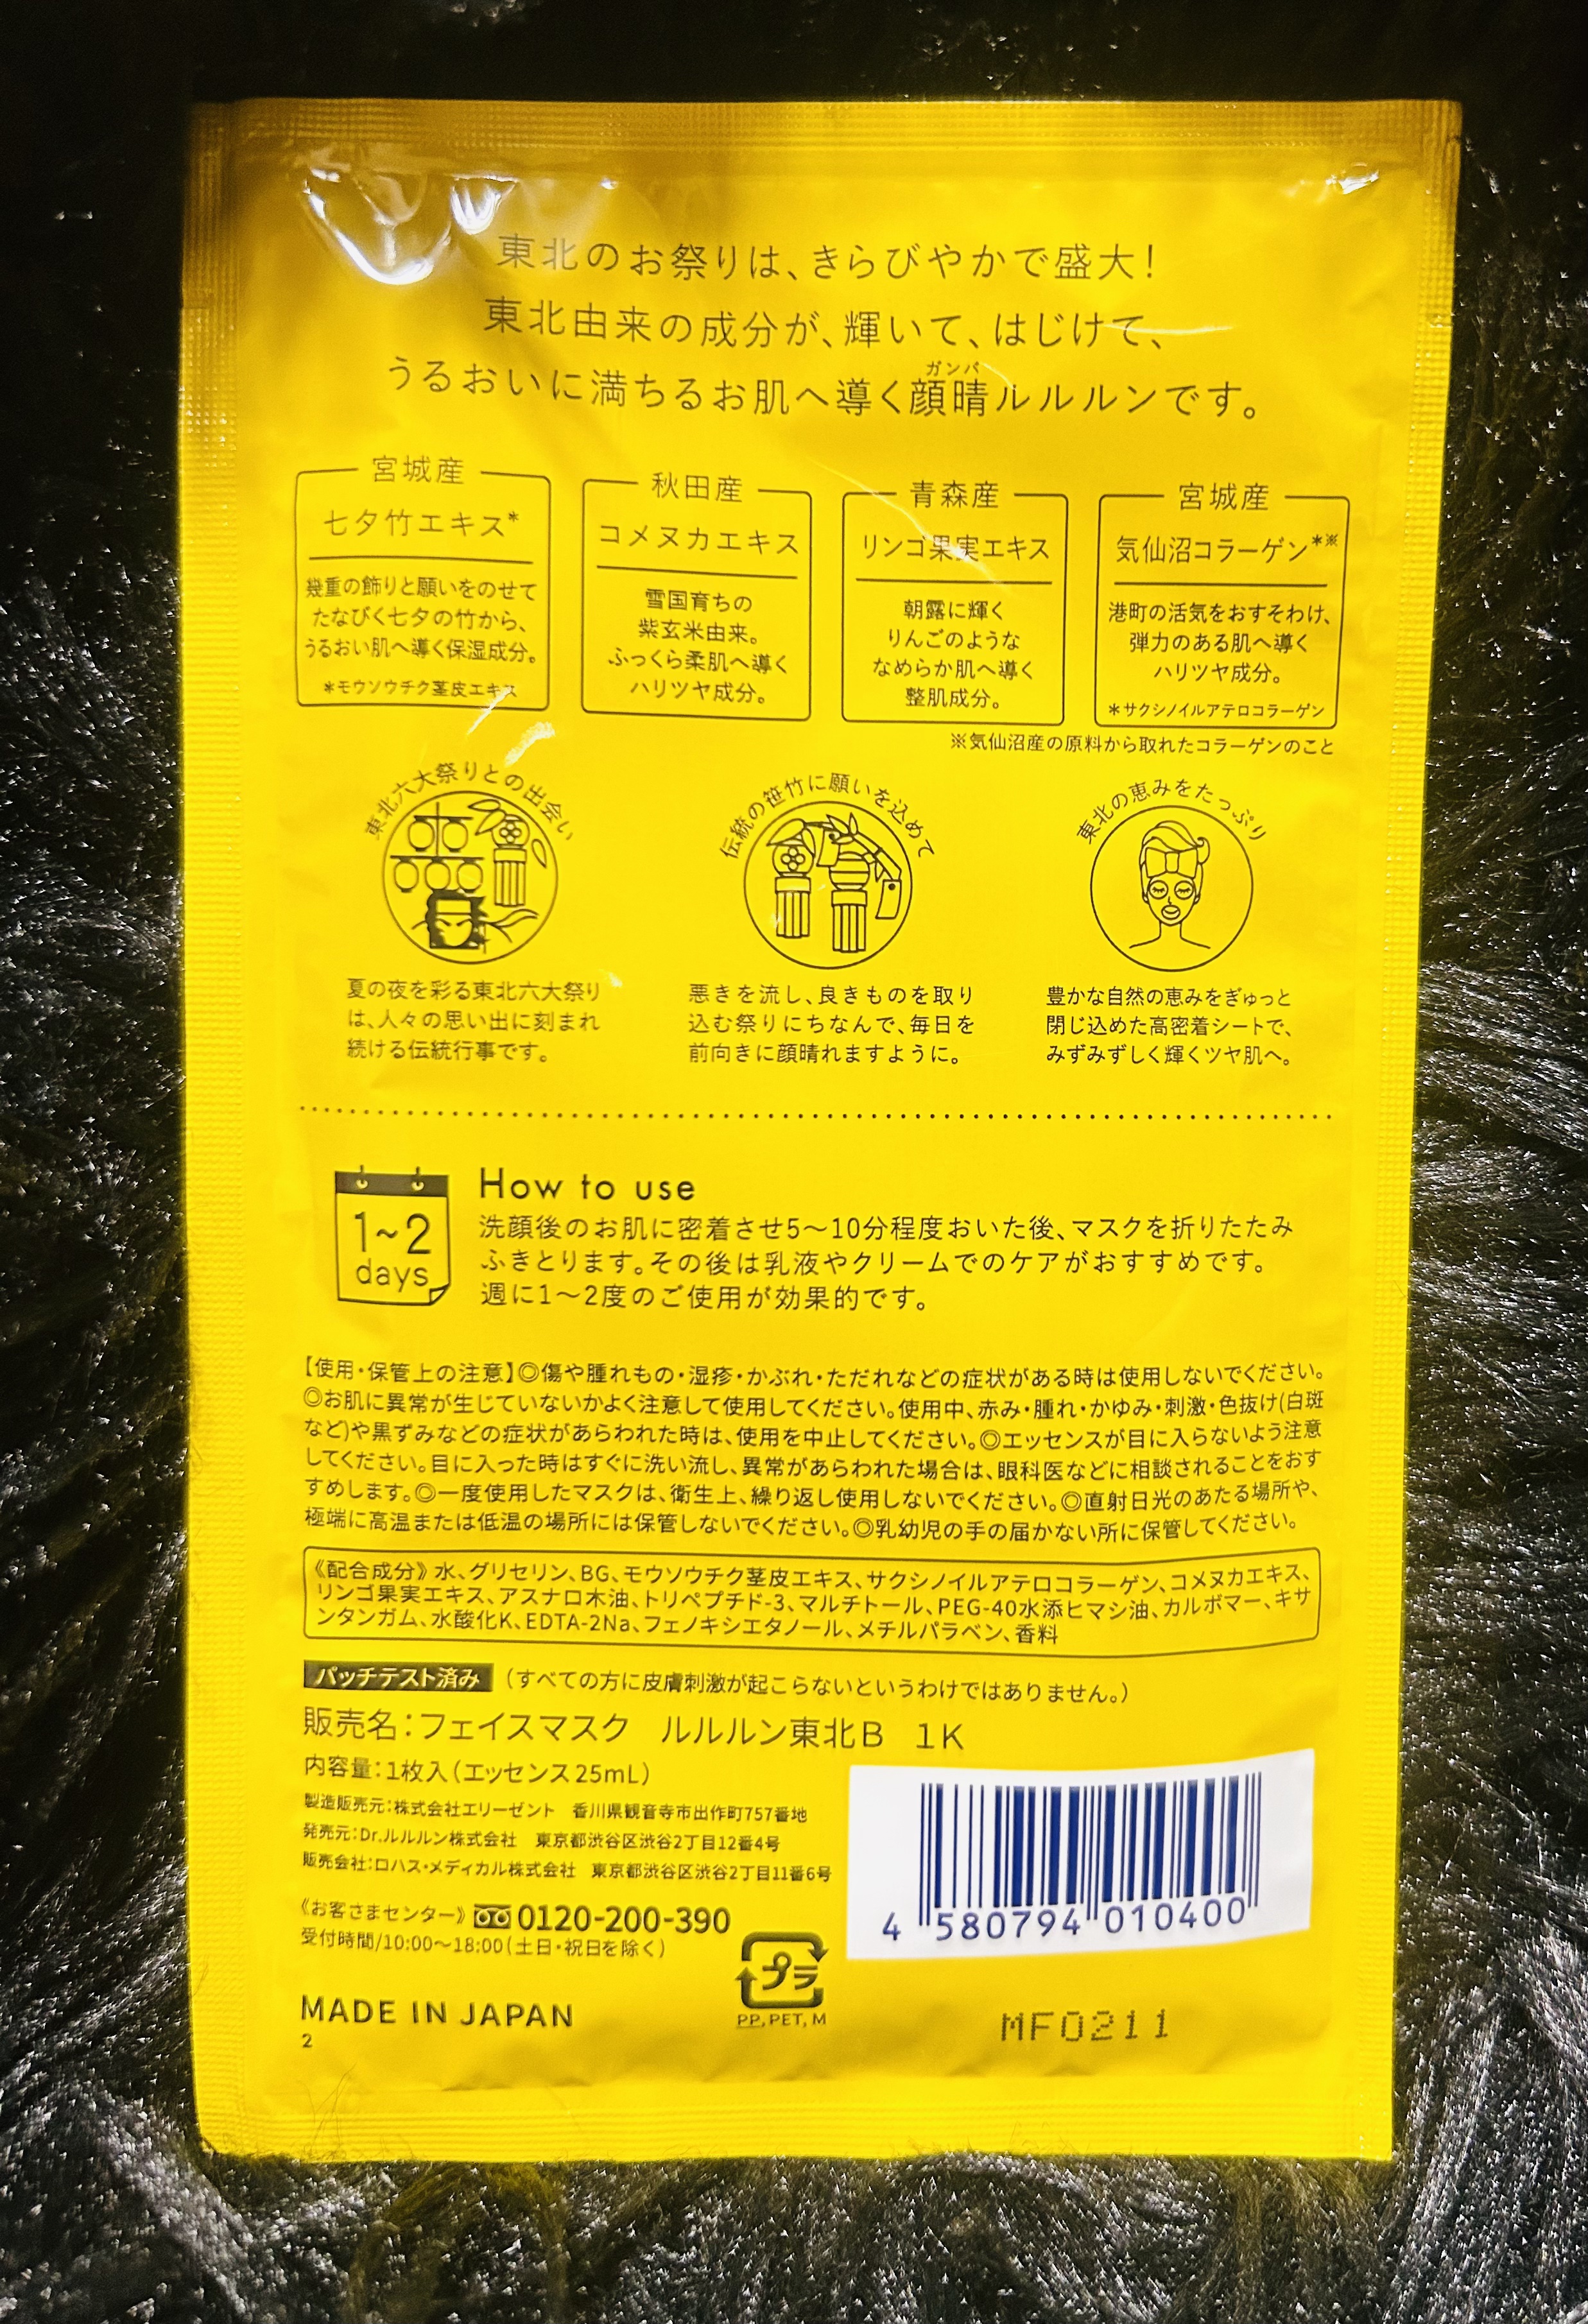 東北のお祭りは、きらびやかで盛大!
東北由来の成分が、輝いて、はじけて、
ガンバ
うるおいに満ちるお肌へ導く顔晴ルルルンです。
宮城産
七夕竹エキス*
幾重の飾りと願いをのせて
たなびく七夕の竹から、
うるおい肌へ導く保湿成分。
*モウソウチク茎皮エキス
秋田産
コメヌカエキス
雪国育ちの
紫玄米由来。
ふっくら柔肌へ導く
ハリツヤ成分。
青森産
リンゴ果実エキス
朝露に輝く
りんごのような
なめらか肌へ導く
整肌成分。
宮城産
気仙沼コラーゲン*※
港町の活気をおすそわけ、
弾力のある肌へ導く
ハリツヤ成分。
*サクシノイルアテロコラーゲン
※気仙沼産の原料から取れたコラーゲンのこと
東北六大祭りとの出会い
夏の夜を彩る東北六大祭り
は、人々の思い出に刻まれ
続ける伝統行事です。
伝統の笹竹に願いを込めて
悪きを流し、良きものを取り
込む祭りにちなんで、毎日を
前向きに顔晴れますように。
東北の恵みをたっぷり
豊かな自然の恵みをぎゅっと
閉じ込めた高密着シートで、
みずみずしく輝くツヤ肌へ。
1~2
days
How to use
洗顔後のお肌に密着させ5〜10分程度おいた後、マスクを折りたたみ
ふきとります。その後は乳液やクリームでのケアがおすすめです。
週に1〜2度のご使用が効果的です。
【使用・保管上の注意】◎傷や腫れもの・湿疹・かぶれ・ただれなどの症状がある時は使用しないでください。
◎お肌に異常が生じていないかよく注意して使用してください。使用中、赤み・腫れ・かゆみ・刺激・色抜け(白斑
など)や黒ずみなどの症状があらわれた時は、使用を中止してください。◎エッセンスが目に入らないよう注意
してください。目に入った時はすぐに洗い流し、異常があらわれた場合は、眼科医などに相談されることをおす
すめします。◎一度使用したマスクは、衛生上、繰り返し使用しないでください。◎直射日光のあたる場所や、
極端に高温または低温の場所には保管しないでください。◎乳幼児の手の届かない所に保管してください。
《配合成分》水、グリセリン、BG、モウソウチク茎皮エキス、サクシノイルアテロコラーゲン、コメヌカエキス、
リンゴ果実エキス、アスナロ木油、トリペプチド-3、マルチトール、PEG-40水添ヒマシ油、カルボマー、キサ
ンタンガム、水酸化K、EDTA-2Na、フェノキシエタノール、メチルパラベン、香料
パッチテスト済み (すべての方に皮膚刺激が起こらないというわけではありません。)
販売名:フェイスマスク ルルルン東北B 1K
内容量:1枚入(エッセンス25mL)
製造販売元:株式会社エリーゼント 香川県観音寺市出作町757番地
発売元:Dr.ルルルン株式会社 東京都渋谷区渋谷2丁目12番4号
販売会社:ロハス・メディカル株式会社 東京都渋谷区渋谷2丁目11番6号
《お客さまセンター》0120-200-390
受付時間/10:00〜18:00(土日・祝日を除く)
4 580794 010400
プラ
PP, PET, M
MADE IN JAPAN
2
MF0211